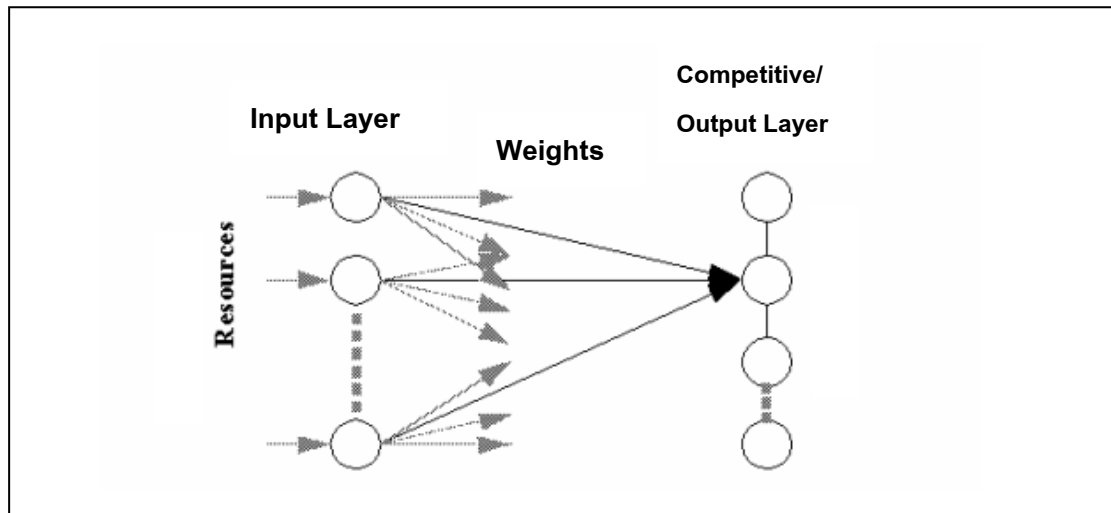 Competitive/
Input Layer
Output Layer
Weights
Resources